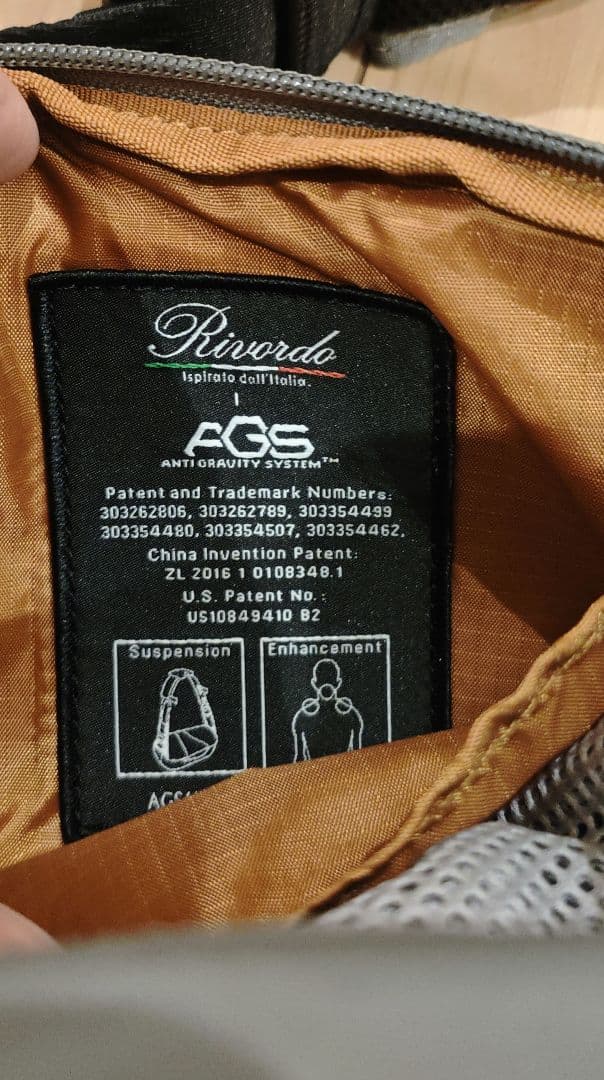 Rivordo
Ispirato dall'Italia.
AGS
ANTI GRAVITY SYSTEM™
Patent and Trademark Numbers:
303262806, 303262789, 303354499
303354480, 303354507, 303354462,
China Invention Patent:
ZL 2016 1 0108348.1
U.S. Patent No.:
US10849410 B2
Suspension
Enhancement